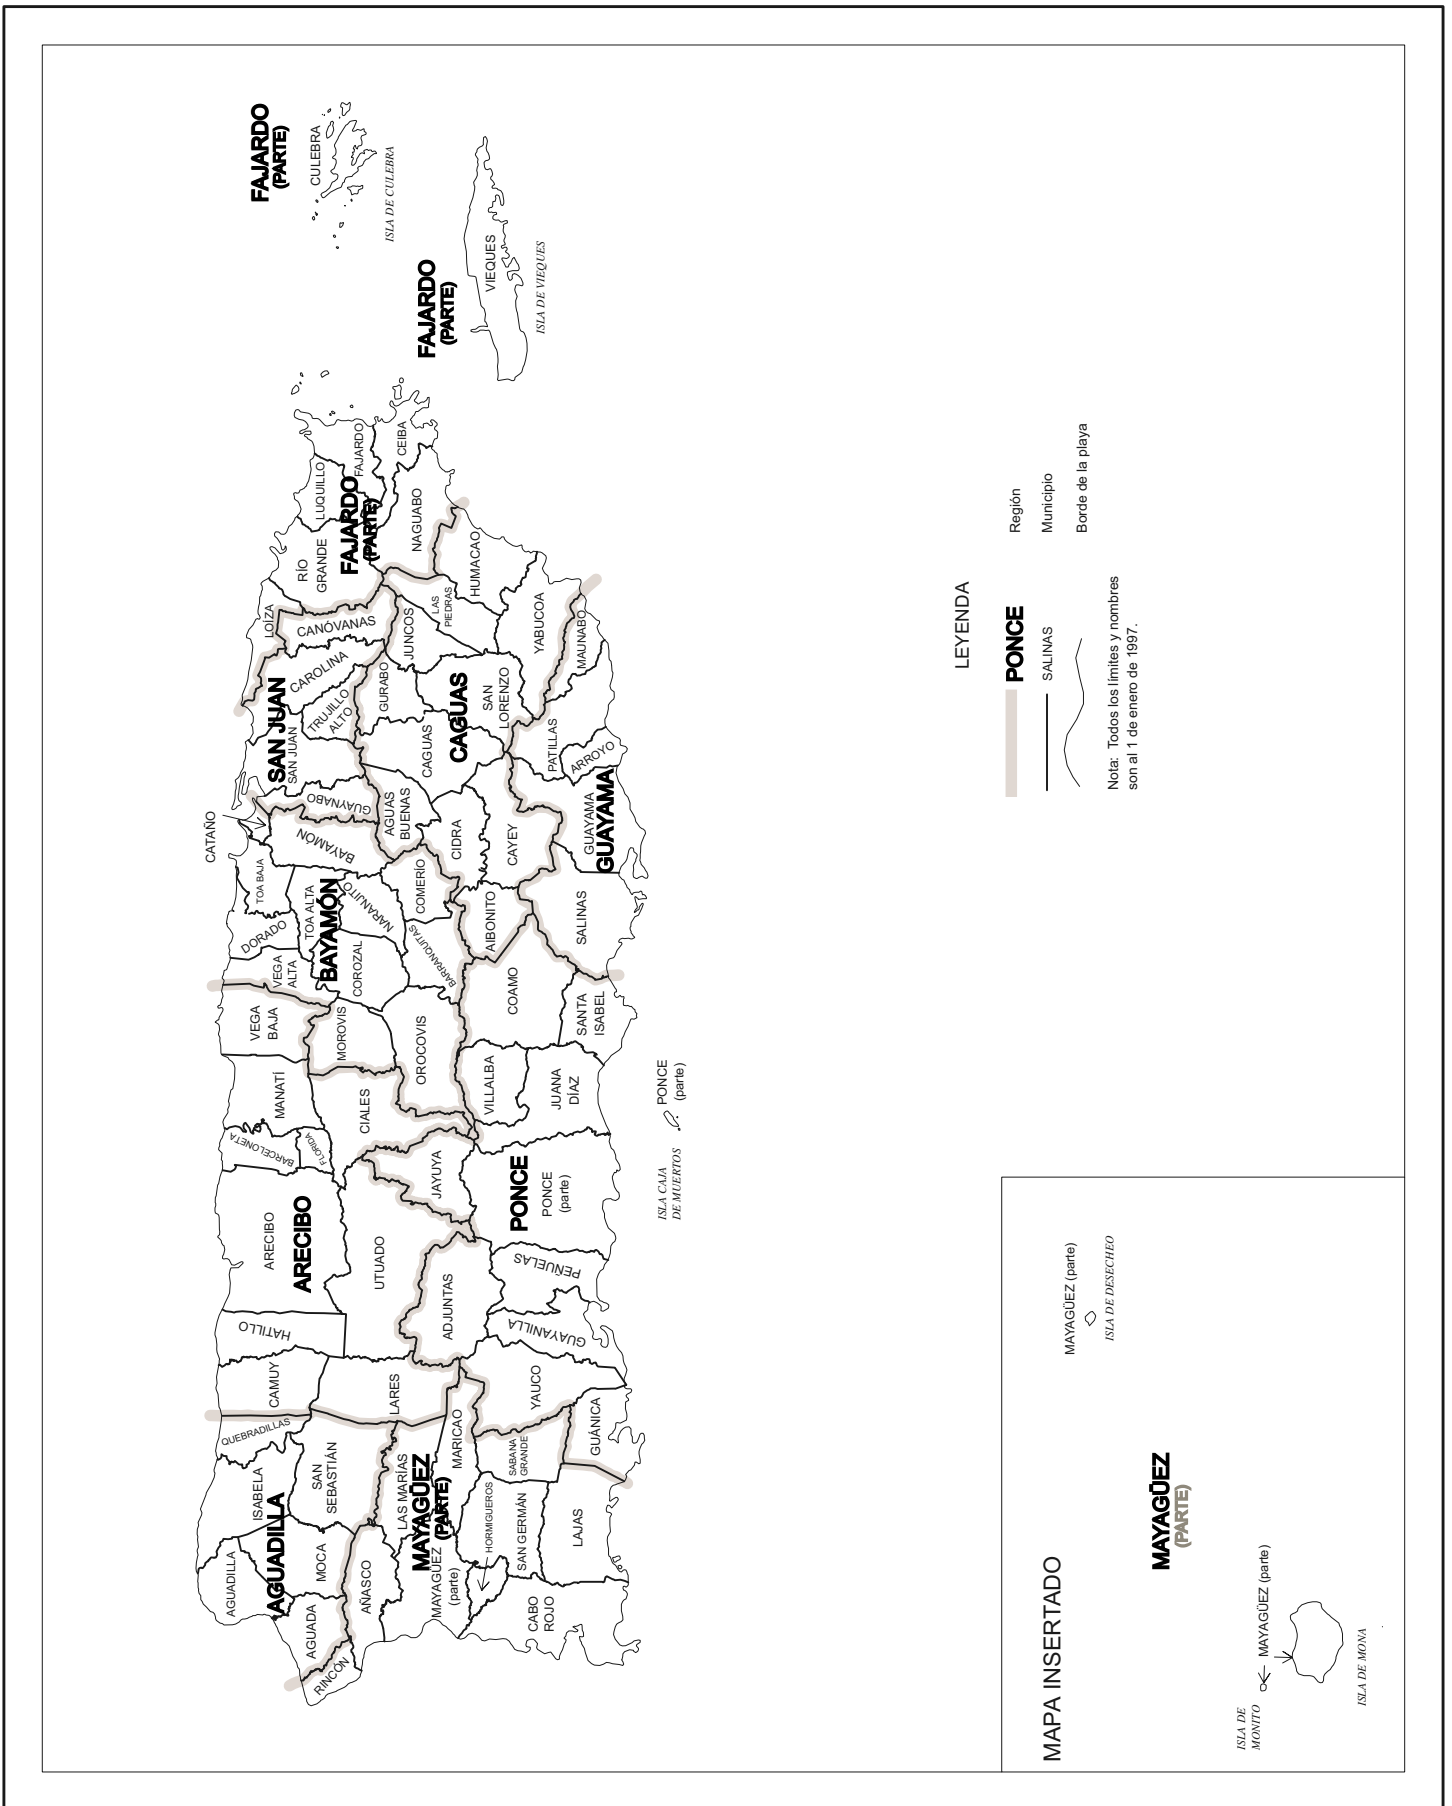 FAJARDO
(PARTE)
CULEBRA
ISLA DE CULEBRA
FAJARDO
(PARTE)
VIEQUES
ISLA DE VIEQUES
LUQUILLO
FAJARDO
CEIBA
FAJARDO
(PARTE)
RÍO
GRANDE
NAGUABO
HUMACAO
LAS
PIEDRAS
LOÍZA
CANÓVANAS
JUNCOS
YABUCOA
MAUNABO
CAROLINA
TRUJILLO
ALTO
GURABO
SAN
LORENZO
SAN JUAN
SAN JUAN
CAGUAS
CAGUAS
PATILLAS
ARROYO
GUAYNABO
AGUAS
BUENAS
CIDRA
CAYEY
GUAYAMA
GUAYAMA
CATAÑO
BAYAMÓN
TOA BAJA
TOA ALTA
BAYAMÓN
NARANJITO
COMERÍO
AIBONITO
SALINAS
DORADO
VEGA
ALTA
COROZAL
BARRANQUITAS
COAMO
SANTA
ISABEL
VEGA
BAJA
MOROVIS
OROCOVIS
VILLALBA
JUANA
DÍAZ
MANATÍ
CIALES
BARCELONETA
FLORIDA
JAYUYA
PONCE
PONCE
(parte)
ISLA CAJA
DE MUERTOS
PONCE
(parte)
ARECIBO
ARECIBO
UTUADO
ADJUNTAS
PEÑUELAS
HATILLO
GUAYANILLA
CAMUY
LARES
YAUCO
QUEBRADILLAS
MARICAO
GUÁNICA
ISABELA
SAN
SEBASTIÁN
LAS MARÍAS
SABANA
GRANDE
MAYAGÜEZ
(PARTE)
HORMIGUEROS
SAN GERMÁN
LAJAS
AGUADILLA
AGUADILLA
MOCA
AÑASCO
MAYAGÜEZ
(parte)
CABO
ROJO
AGUADA
RINCÓN
LEYENDA
PONCE
Región
SALINAS
Municipio
Borde de la playa
Nota: Todos los límites y nombres
son al 1 de enero de 1997.
MAPA INSERTADO
MAYAGÜEZ (parte)
ISLA DE DESECHEO
MAYAGÜEZ
(PARTE)
ISLA DE
MONITO
MAYAGÜEZ (parte)
ISLA DE MONA